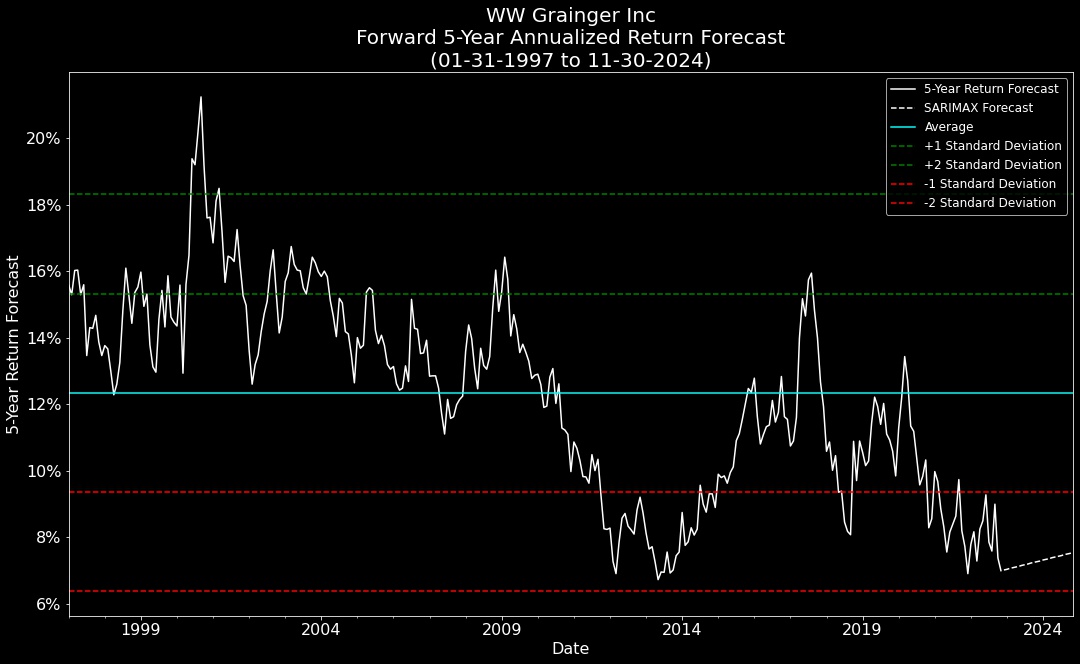 WW Grainger Inc
Forward 5-Year Annualized Return Forecast
(01-31-1997 to 11-30-2024)
5-Year Return Forecast
SARIMAX Forecast
Average
+1 Standard Deviation
+2 Standard Deviation
-1 Standard Deviation
-2 Standard Deviation
5-Year Return Forecast
20%
18%
16%
14%
12%
10%
8%
6%
1999 2004 2009 2014 2019 2024
Date